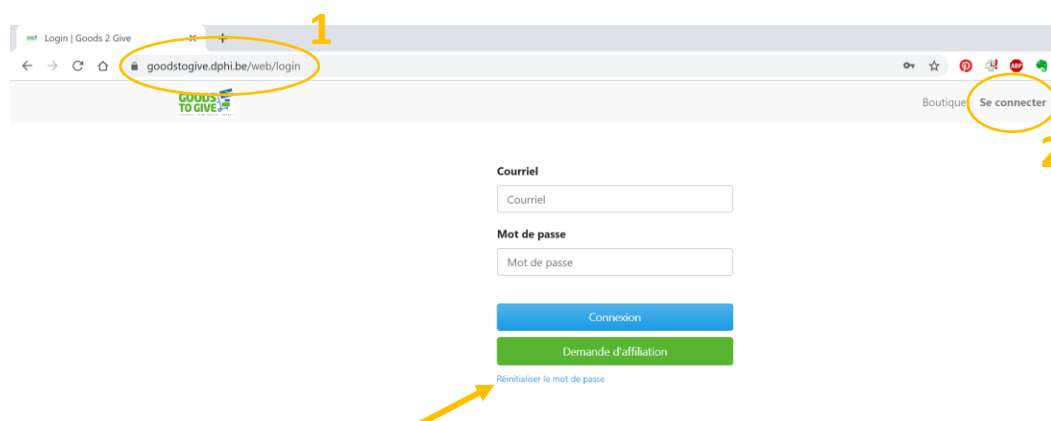 1
Login | Goods 2 Give
goodstogive.dphi.be/web/login
ABP
GOODS
TO GIVE
Boutique
Se connecter
2
Courriel
Courriel
Mot de passe
Mot de passe
Connexion
Demande d'affiliation
Réinitialiser le mot de passe